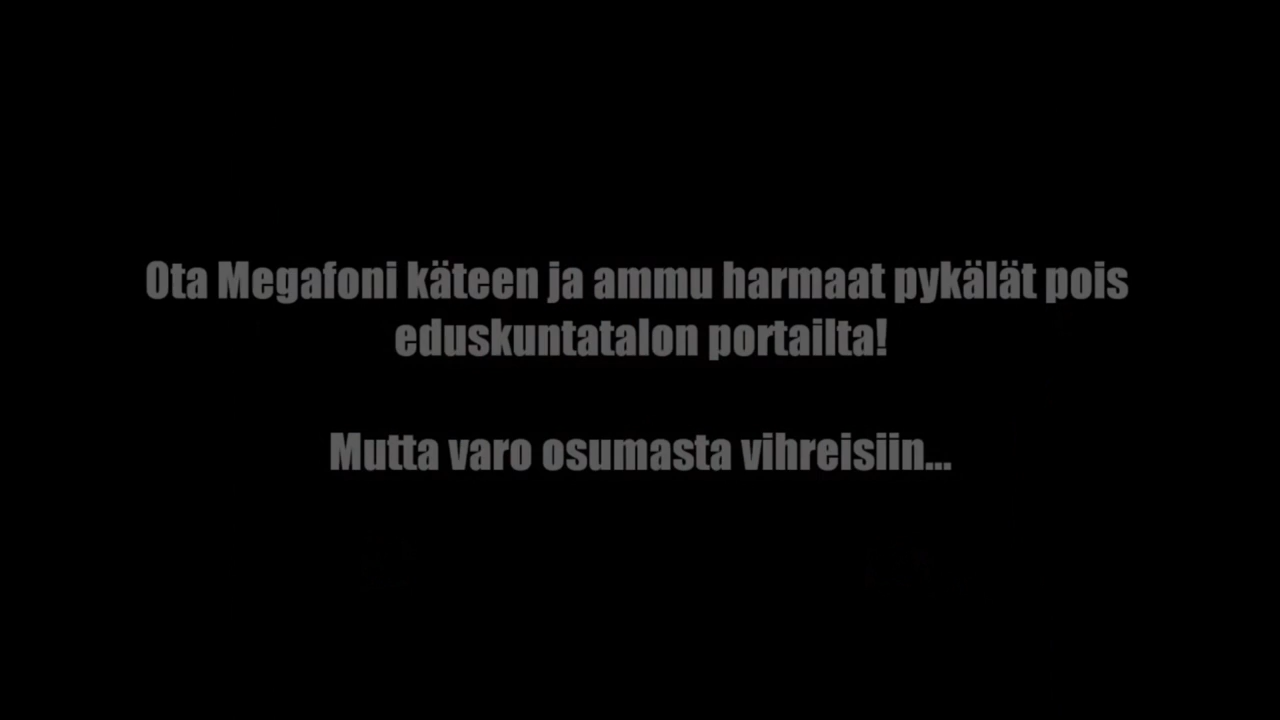 Ota Megafoni käteen ja ammu harmaat pykälät pois
eduskuntatalon portailta!
Mutta varo osumasta vihreisiin...